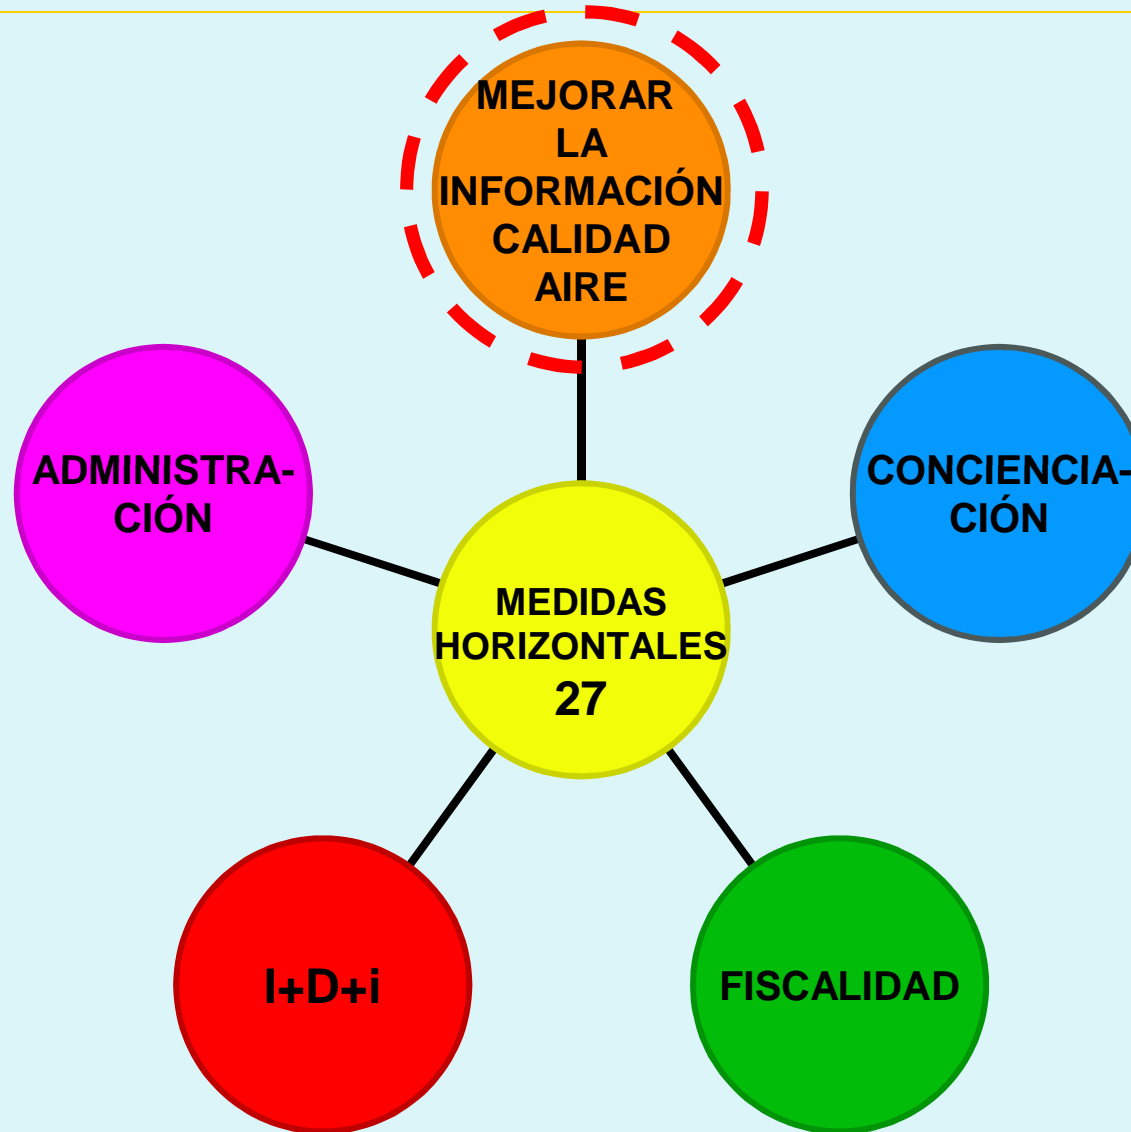 MEJORAR
LA
INFORMACIÓN
CALIDAD
AIRE
ADMINISTRA-
CIÓN
CONCIENCIA-
CIÓN
MEDIDAS
HORIZONTALES
27
I+D+i
FISCALIDAD